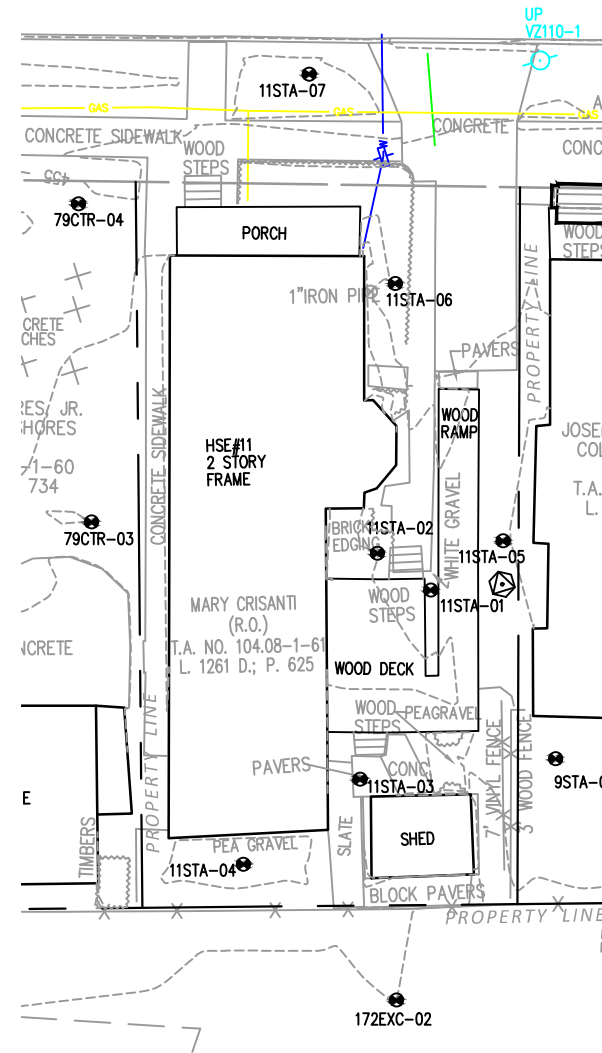 UP
VZ110-1
11STA-07
GAS
GAS
GAS
CONCRETE SIDEWALK
CONCRETE
WOOD
STEPS
W
CONC
79CTR-04
PORCH
WOOD
STEPS
PROPERTY LINE
1"IRON PIPE
11STA-06
CRETE
CHES
PAVERS
RES, JR.
SHORES
-1-60
734
CONCRETE SIDEWALK
HSE#11
2 STORY
FRAME
WOOD
RAMP
JOSE
COL
T.A.
L.
WHITE GRAVEL
79CTR-03
BRICK
EDGING
11STA-02
11STA-05
WOOD
STEPS
11STA-01
MARY CRISANTI
(R.O.)
T.A. NO. 104.08-1-61
L. 1261 D.; P. 625
NCRETE
WOOD DECK
PROPERTY LINE
WOOD
STEPS
PEAGRAVEL
7' VINYL FENCE
3' WOOD FENCE
PAVERS
CONC
11STA-03
9STA-0
E
TIMBERS
PEA GRAVEL
SLATE
SHED
11STA-04
BLOCK PAVERS
PROPERTY LINE
172EXC-02